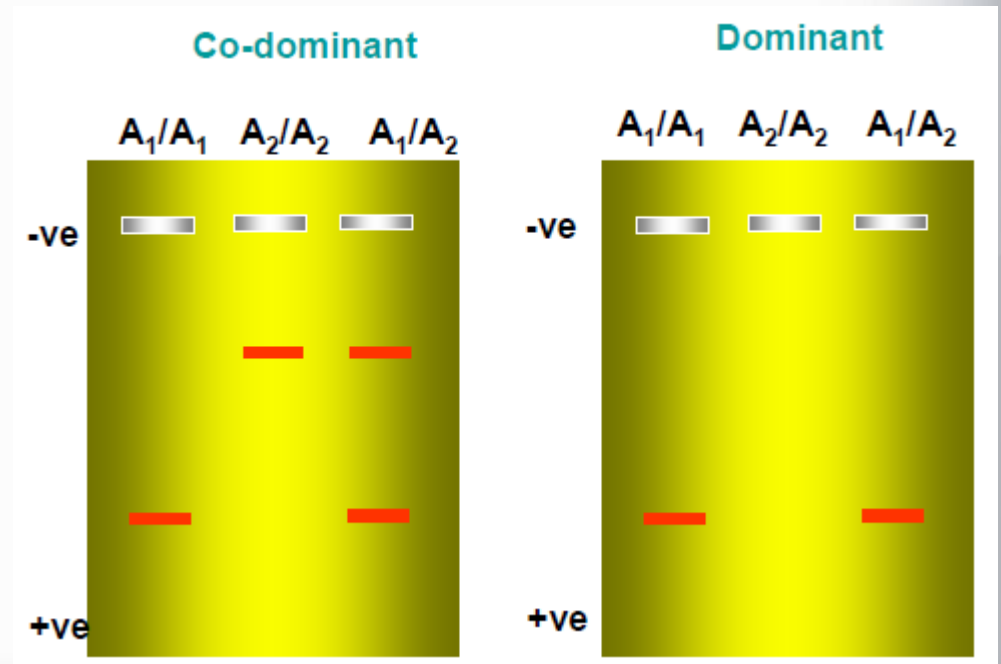 Co-dominant
A₁/A₁ A₂/A₂ A₁/A₂
-ve
+ve
Dominant
A₁/A₁ A₂/A₂ A₁/A₂
-ve
+ve